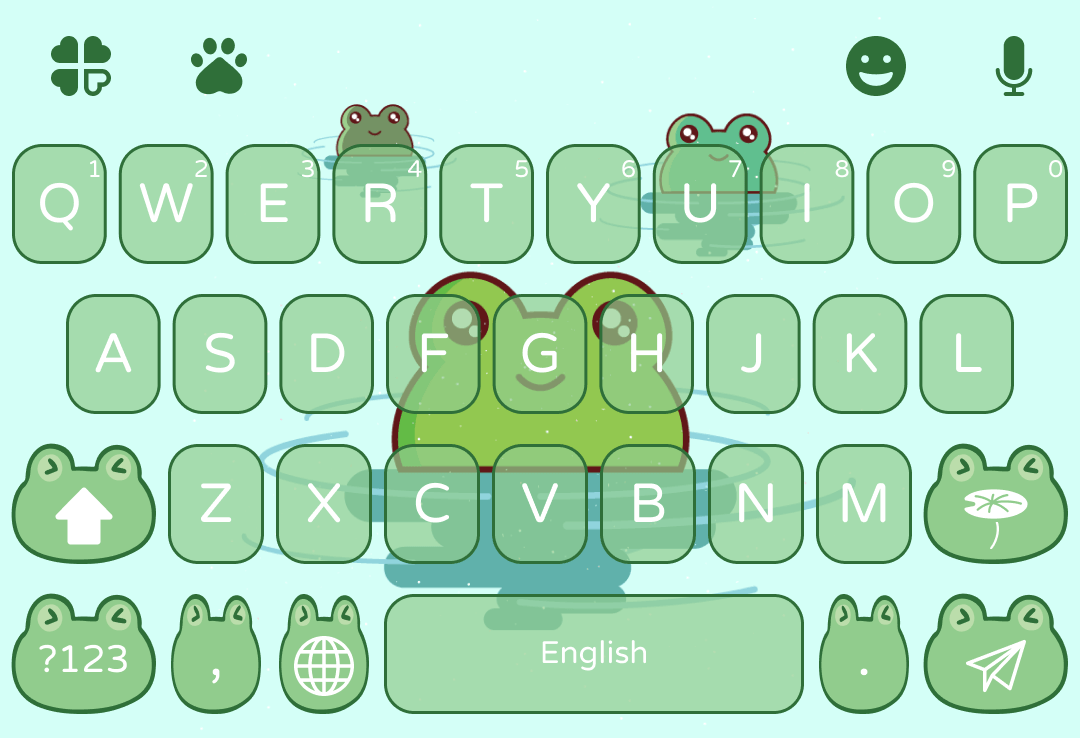 1 2 3 4 5 6 7 8 9 0
Q W E R T Y U I O P
A S D F G H J K L
Z X C V B N M
?123 , English .